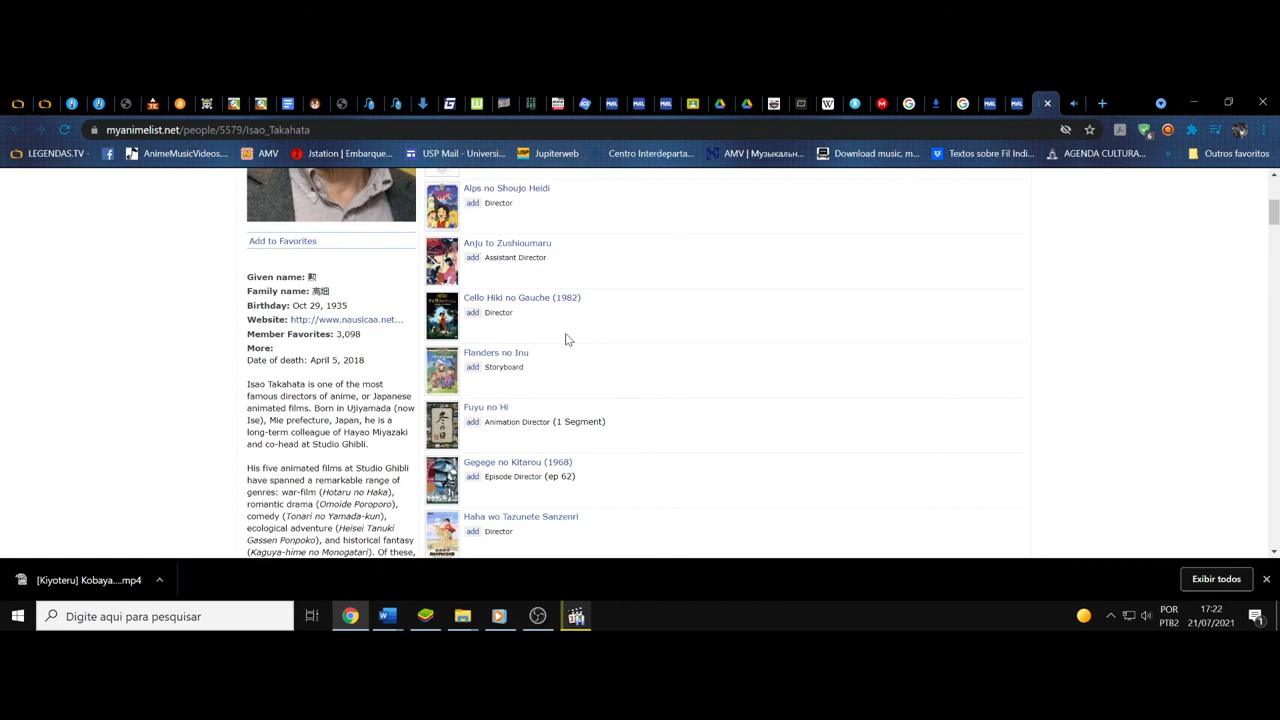 myanimelist.net/people/5579/Isao_Takahata
LEGENDAS.TV -
AnimeMusicVideos...
AMV
Jstation | Embarque...
USP Mail - Universi...
Jupiterweb
Centro Interdeparta...
AMV | Музыкальн...
Download music, m...
Textos sobre Fil Indi...
AGENDA CULTURA...
»
Outros favoritos
Add to Favorites
Given name: 勲
Family name: 高畑
Birthday: Oct 29, 1935
Website: http://www.nausicaa.net...
Member Favorites: 3,098
More:
Date of death: April 5, 2018
Isao Takahata is one of the most
famous directors of anime, or Japanese
animated films. Born in Ujiyamada (now
Ise), Mie prefecture, Japan, he is a
long-term colleague of Hayao Miyazaki
and co-head at Studio Ghibli.
His five animated films at Studio Ghibli
have spanned a remarkable range of
genres: war-film (Hotaru no Haka),
romantic drama (Omoide Poroporo),
comedy (Tonari no Yamada-kun),
ecological adventure (Heisei Tanuki
Gassen Ponpoko), and historical fantasy
(Kaguya-hime no Monogatari). Of these,
Alps no Shoujo Heidi
add Director
Anju to Zushioumaru
add Assistant Director
Cello Hiki no Gauche (1982)
add Director
Flanders no Inu
add Storyboard
Fuyu no Hi
add Animation Director (1 Segment)
Gegege no Kitarou (1968)
add Episode Director (ep 62)
Haha wo Tazunete Sanzenri
add Director
[Kiyoteru] Kobaya....mp4
Exibir todos
Digite aqui para pesquisar
POR
PTB2
17:22
21/07/2021